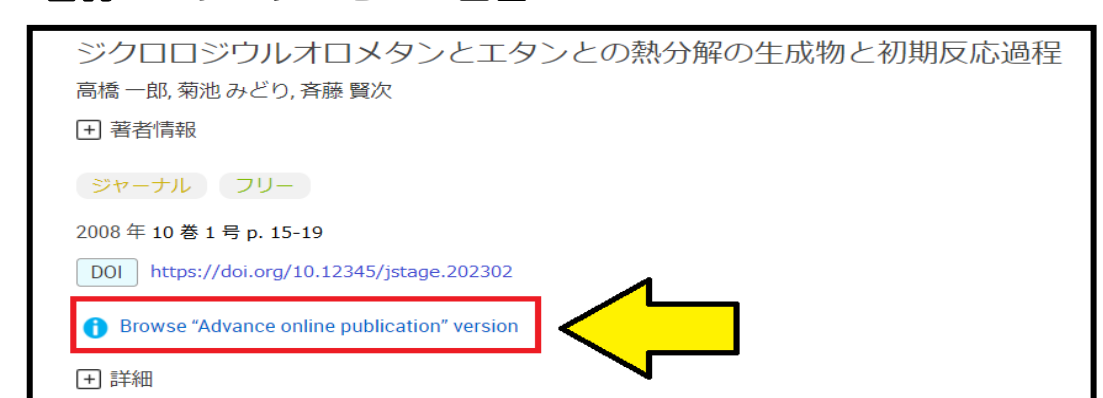 ジクロロジウルオロメタンとエタンとの熱分解の生成物と初期反応過程
高橋 一郎, 菊池 みどり, 斉藤 賢次
著者情報
ジャーナル フリー
2008 年 10 巻 1 号 p. 15-19
DOI https://doi.org/10.12345/jstage.202302
Browse “Advance online publication” version
詳細